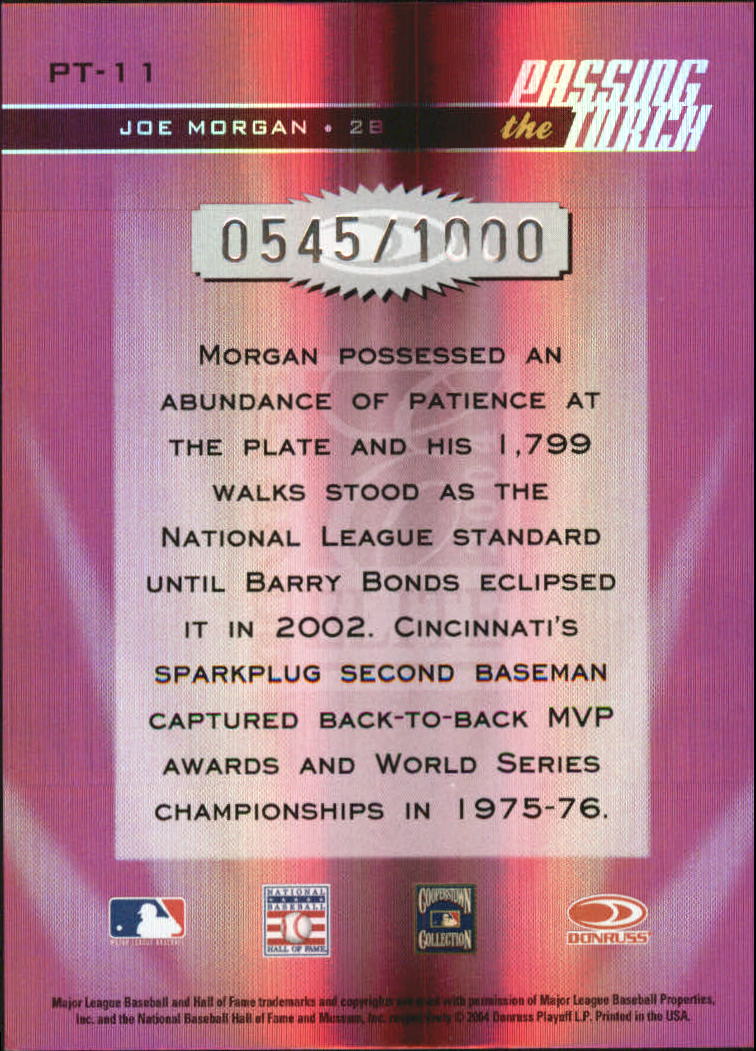 PT-11
PASSING
the TORCH
JOE MORGAN • 2B
0545/1000
MORGAN POSSESSED AN
ABUNDANCE OF PATIENCE AT
THE PLATE AND HIS 1,799
WALKS STOOD AS THE
NATIONAL LEAGUE STANDARD
UNTIL BARRY BONDS ECLIPSED
IT IN 2002. CINCINNATI'S
SPARKPLUG SECOND BASEMAN
CAPTURED BACK-TO-BACK MVP
AWARDS AND WORLD SERIES
CHAMPIONSHIPS IN 1975-76.
MAJOR LEAGUE BASEBALL
NATIONAL
BASEBALL
HALL OF FAME
COOPERSTOWN
COLLECTION
DONRUSS
Major League Baseball and Hall of Fame trademarks and copyrights are used with permission of Major League Baseball Properties,
Inc. and the National Baseball Hall of Fame and Museum, Inc. © 2004 Donruss Playoff L.P. Printed in the USA.